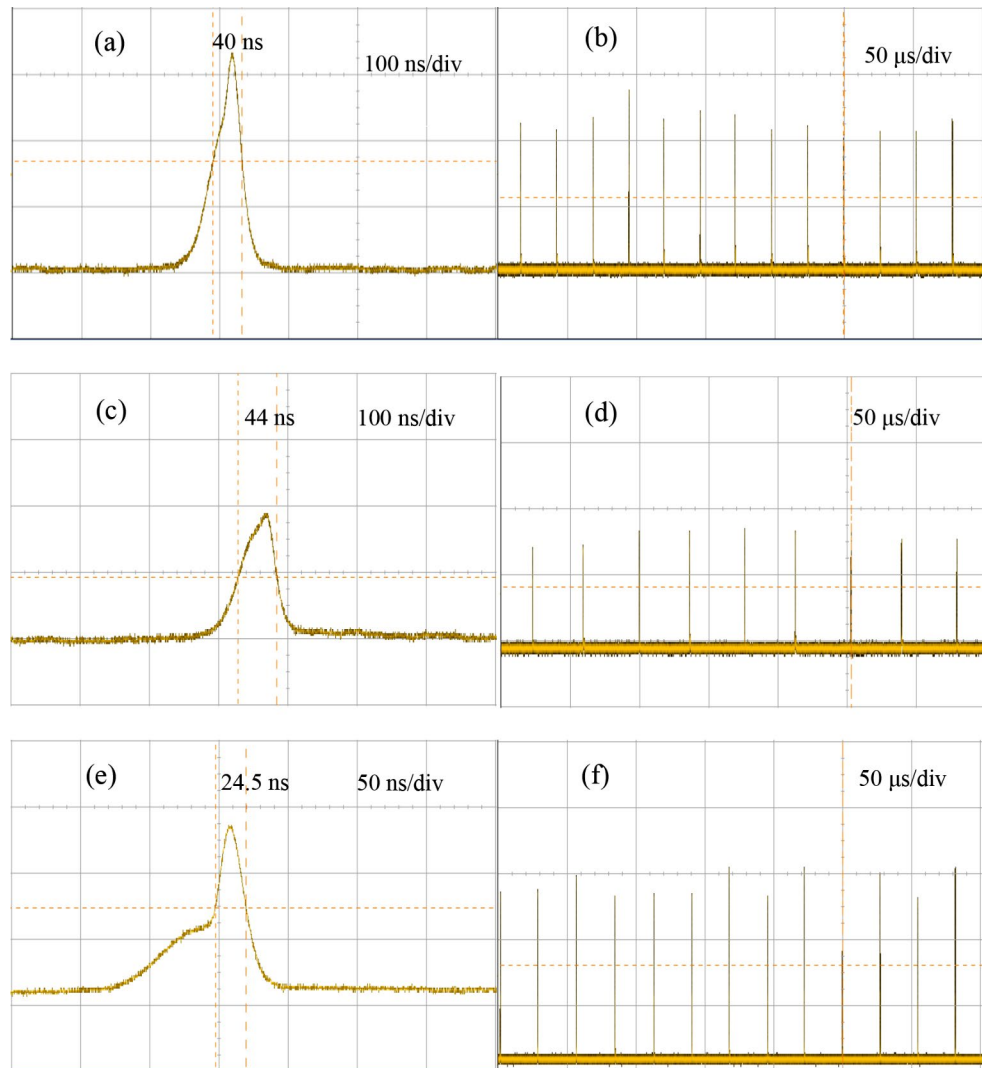 (a) 40 ns 100 ns/div
(b) 50 μs/div
(c) 44 ns 100 ns/div
(d) 50 μs/div
(e) 24.5 ns 50 ns/div
(f) 50 μs/div